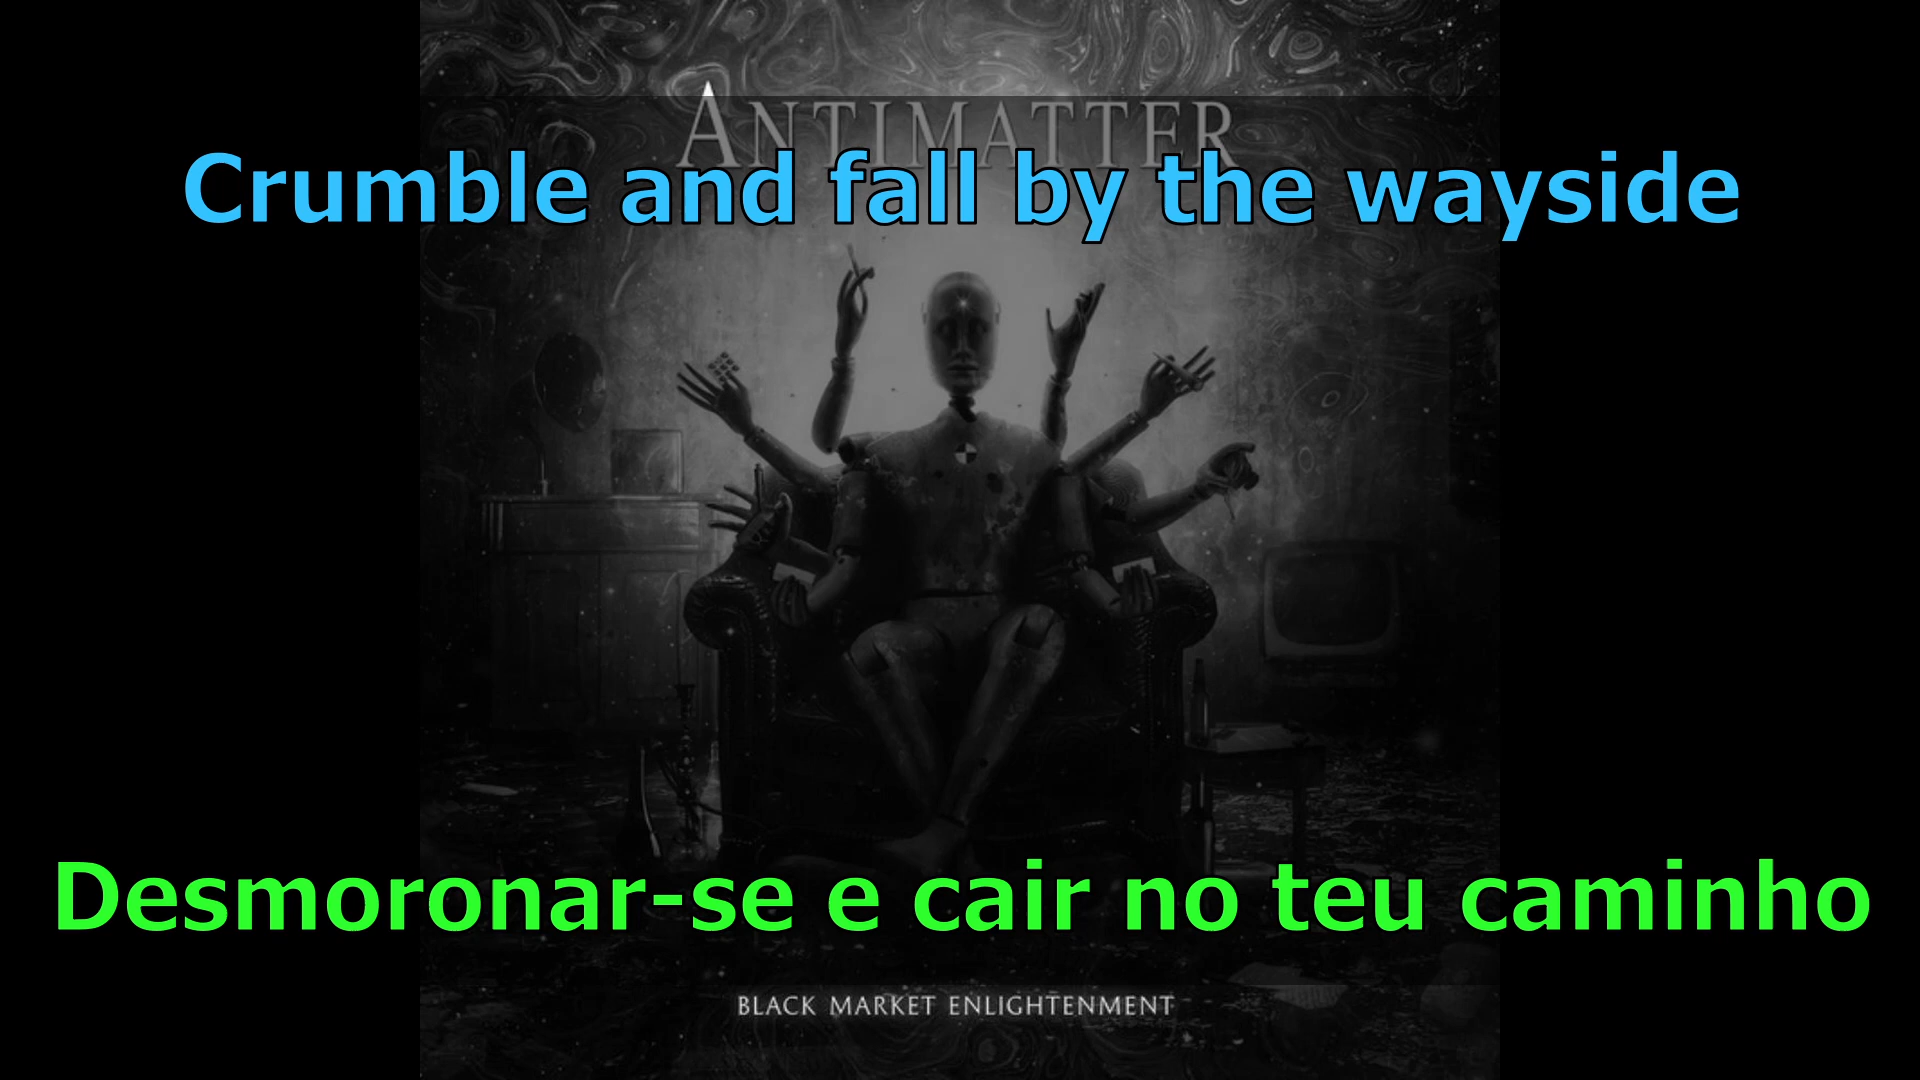 ANTIMATTER
Crumble and fall by the wayside
Desmoronar-se e cair no teu caminho
BLACK MARKET ENLIGHTENMENT